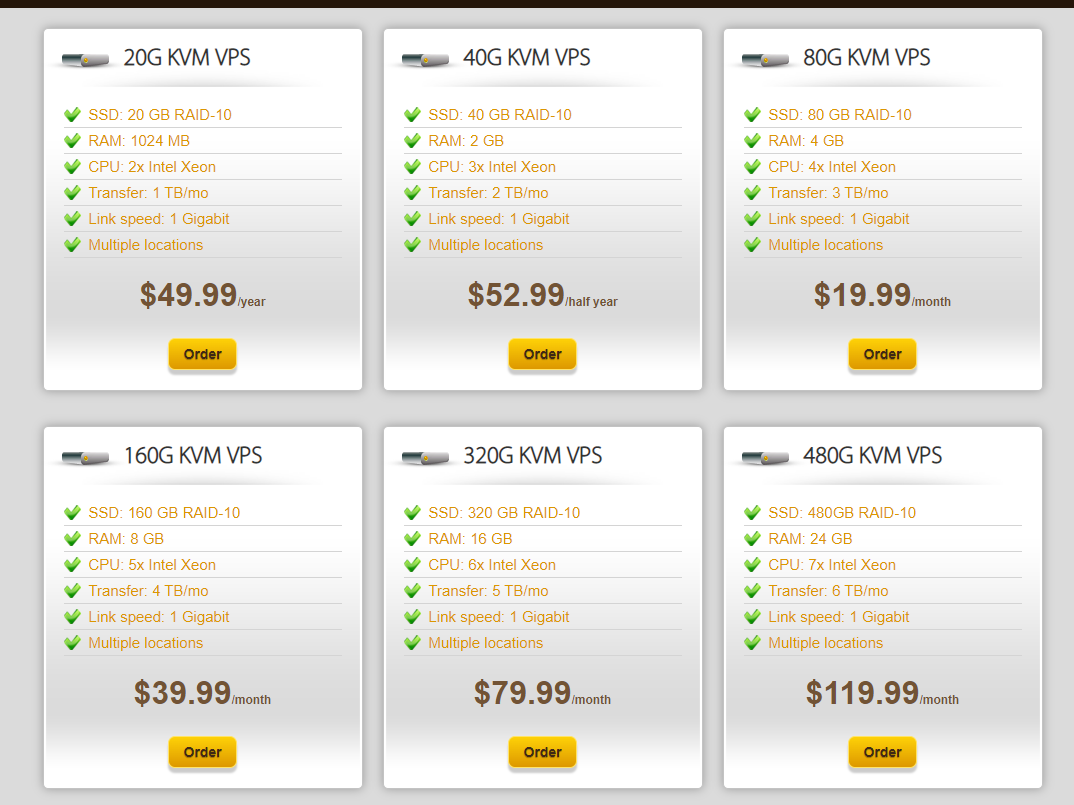 20G KVM VPS
SSD: 20 GB RAID-10
RAM: 1024 MB
CPU: 2x Intel Xeon
Transfer: 1 TB/mo
Link speed: 1 Gigabit
Multiple locations
$49.99/year
Order
40G KVM VPS
SSD: 40 GB RAID-10
RAM: 2 GB
CPU: 3x Intel Xeon
Transfer: 2 TB/mo
Link speed: 1 Gigabit
Multiple locations
$52.99/half year
Order
80G KVM VPS
SSD: 80 GB RAID-10
RAM: 4 GB
CPU: 4x Intel Xeon
Transfer: 3 TB/mo
Link speed: 1 Gigabit
Multiple locations
$19.99/month
Order
160G KVM VPS
SSD: 160 GB RAID-10
RAM: 8 GB
CPU: 5x Intel Xeon
Transfer: 4 TB/mo
Link speed: 1 Gigabit
Multiple locations
$39.99/month
Order
320G KVM VPS
SSD: 320 GB RAID-10
RAM: 16 GB
CPU: 6x Intel Xeon
Transfer: 5 TB/mo
Link speed: 1 Gigabit
Multiple locations
$79.99/month
Order
480G KVM VPS
SSD: 480GB RAID-10
RAM: 24 GB
CPU: 7x Intel Xeon
Transfer: 6 TB/mo
Link speed: 1 Gigabit
Multiple locations
$119.99/month
Order